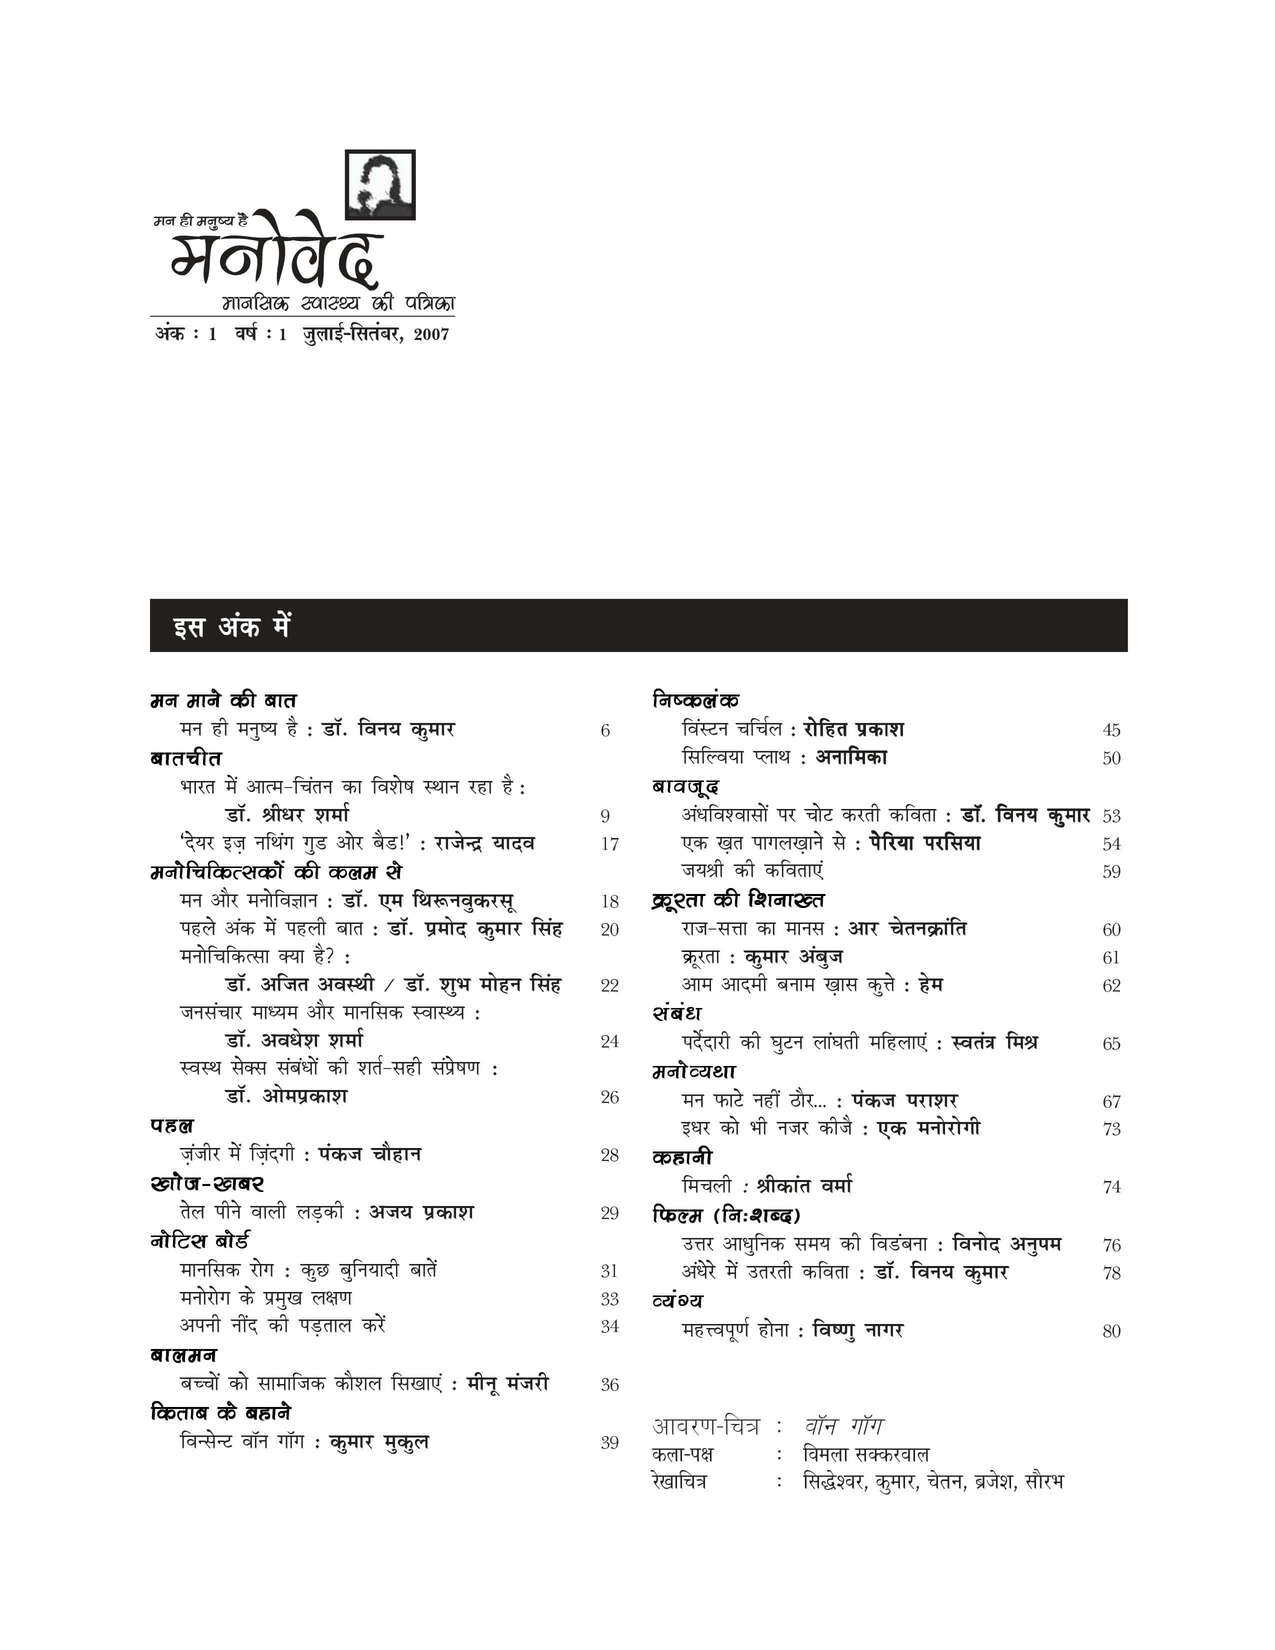 मन ही मनुष्य है
मनोवेद
मानसिक स्वास्थ्य की पत्रिका
अंक : 1 वर्ष : 1 जुलाई-सितंबर, 2007
इस अंक में
मन माने की बात
मन ही मनुष्य है : डॉ. विनय कुमार 6
बातचीत
भारत में आत्म-चिंतन का विशेष स्थान रहा है :
डॉ. श्रीधर शर्मा 9
‘देयर इज़ नथिंग गुड ओर बैड!’ : राजेन्द्र यादव 17
मनोचिकित्सकों की कलम से
मन और मनोविज्ञान : डॉ. एम थिरूनवुकरसू 18
पहले अंक में पहली बात : डॉ. प्रमोद कुमार सिंह 20
मनोचिकित्सा क्या है? :
डॉ. अजित अवस्थी / डॉ. शुभ मोहन सिंह 22
जनसंचार माध्यम और मानसिक स्वास्थ्य :
डॉ. अवधेश शर्मा 24
स्वस्थ सेक्स संबंधों की शर्त-सही संप्रेषण :
डॉ. ओमप्रकाश 26
पहल
ज़ंजीर में ज़िंदगी : पंकज चौहान 28
खोज-खबर
तेल पीने वाली लड़की : अजय प्रकाश 29
नोटिस बोर्ड
मानसिक रोग : कुछ बुनियादी बातें 31
मनोरोग के प्रमुख लक्षण 33
अपनी नींद की पड़ताल करें 34
बालमन
बच्चों को सामाजिक कौशल सिखाएं : मीनू मंजरी 36
किताब के बहाने
विन्सेन्ट वॉन गॉग : कुमार मुकुल 39
निष्कलंक
विंस्टन चर्चिल : रोहित प्रकाश 45
सिल्विया प्लाथ : अनामिका 50
बावजूद
अंधविश्वासों पर चोट करती कविता : डॉ. विनय कुमार 53
एक ख़त पागलख़ाने से : पेरिया परसिया 54
जयश्री की कविताएं 59
क्रूरता की शिनाख्त
राज-सत्ता का मानस : आर चेतनक्रांति 60
क्रूरता : कुमार अंबुज 61
आम आदमी बनाम ख़ास कुत्ते : हेम 62
संबंध
पर्देदारी की घुटन लांघती महिलाएं : स्वतंत्र मिश्र 65
मनोव्यथा
मन फाटे नहीं ठौर... : पंकज पराशर 67
इधर को भी नजर कीजै : एक मनोरोगी 73
कहानी
मिचली : श्रीकांत वर्मा 74
फिल्म (निःशब्द)
उत्तर आधुनिक समय की विडंबना : विनोद अनुपम 76
अंधेरे में उतरती कविता : डॉ. विनय कुमार 78
व्यंग्य
महत्त्वपूर्ण होना : विष्णु नागर 80
आवरण-चित्र : वॉन गॉग
कला-पक्ष : विमला सक्करवाल
रेखाचित्र : सिद्धेश्वर, कुमार, चेतन, ब्रजेश, सौरभ